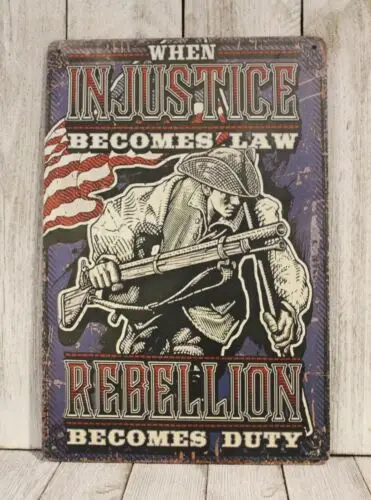 WHEN
INJUSTICE
BECOMES LAW
REBELLION
BECOMES DUTY